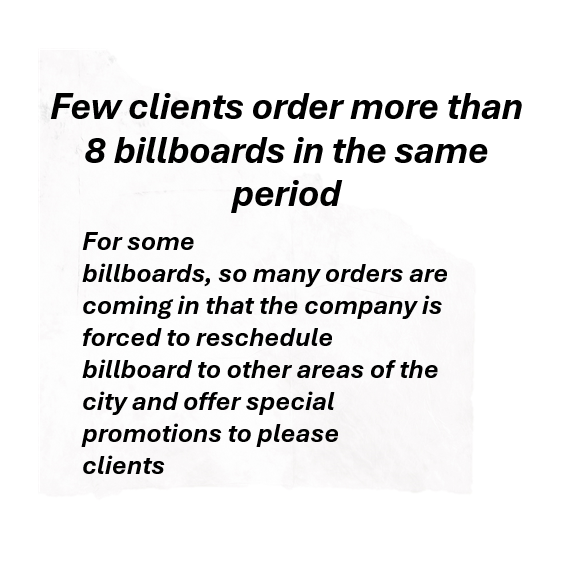 Few clients order more than
8 billboards in the same
period
For some
billboards, so many orders are
coming in that the company is
forced to reschedule
billboard to other areas of the
city and offer special
promotions to please
clients